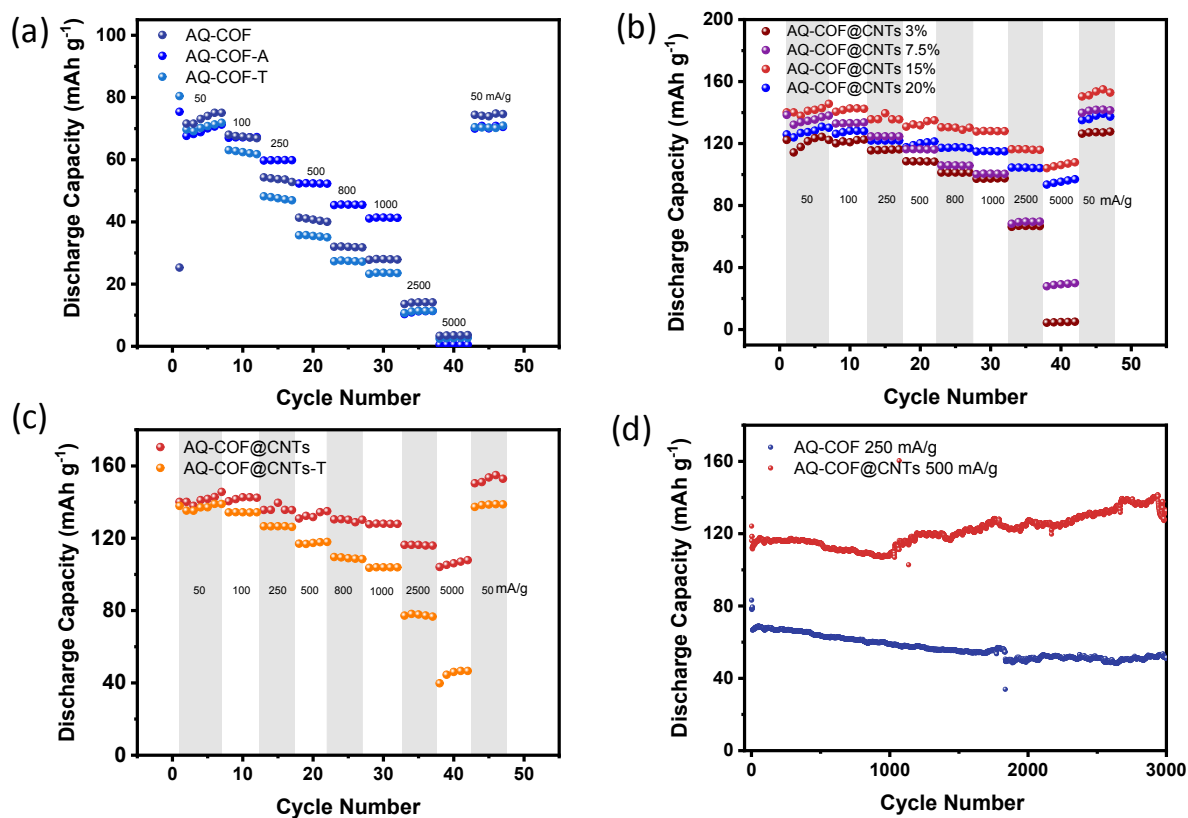 (a)
Discharge Capacity (mAh g⁻¹)
100
80
60
40
20
0
AQ-COF
AQ-COF-A
AQ-COF-T
50
100
250
500
800
1000
2500
5000
50 mA/g
0 10 20 30 40 50
Cycle Number
(b)
Discharge Capacity (mAh g⁻¹)
200
160
120
80
40
0
AQ-COF@CNTs 3%
AQ-COF@CNTs 7.5%
AQ-COF@CNTs 15%
AQ-COF@CNTs 20%
50 100 250 500 800 1000 2500 5000 50 mA/g
0 10 20 30 40 50
Cycle Number
(c)
Discharge Capacity (mAh g⁻¹)
160
120
80
40
0
AQ-COF@CNTs
AQ-COF@CNTs-T
50 100 250 500 800 1000 2500 5000 50 mA/g
0 10 20 30 40 50
Cycle Number
(d)
Discharge Capacity (mAh g⁻¹)
160
120
80
40
0
AQ-COF 250 mA/g
AQ-COF@CNTs 500 mA/g
0 1000 2000 3000
Cycle Number